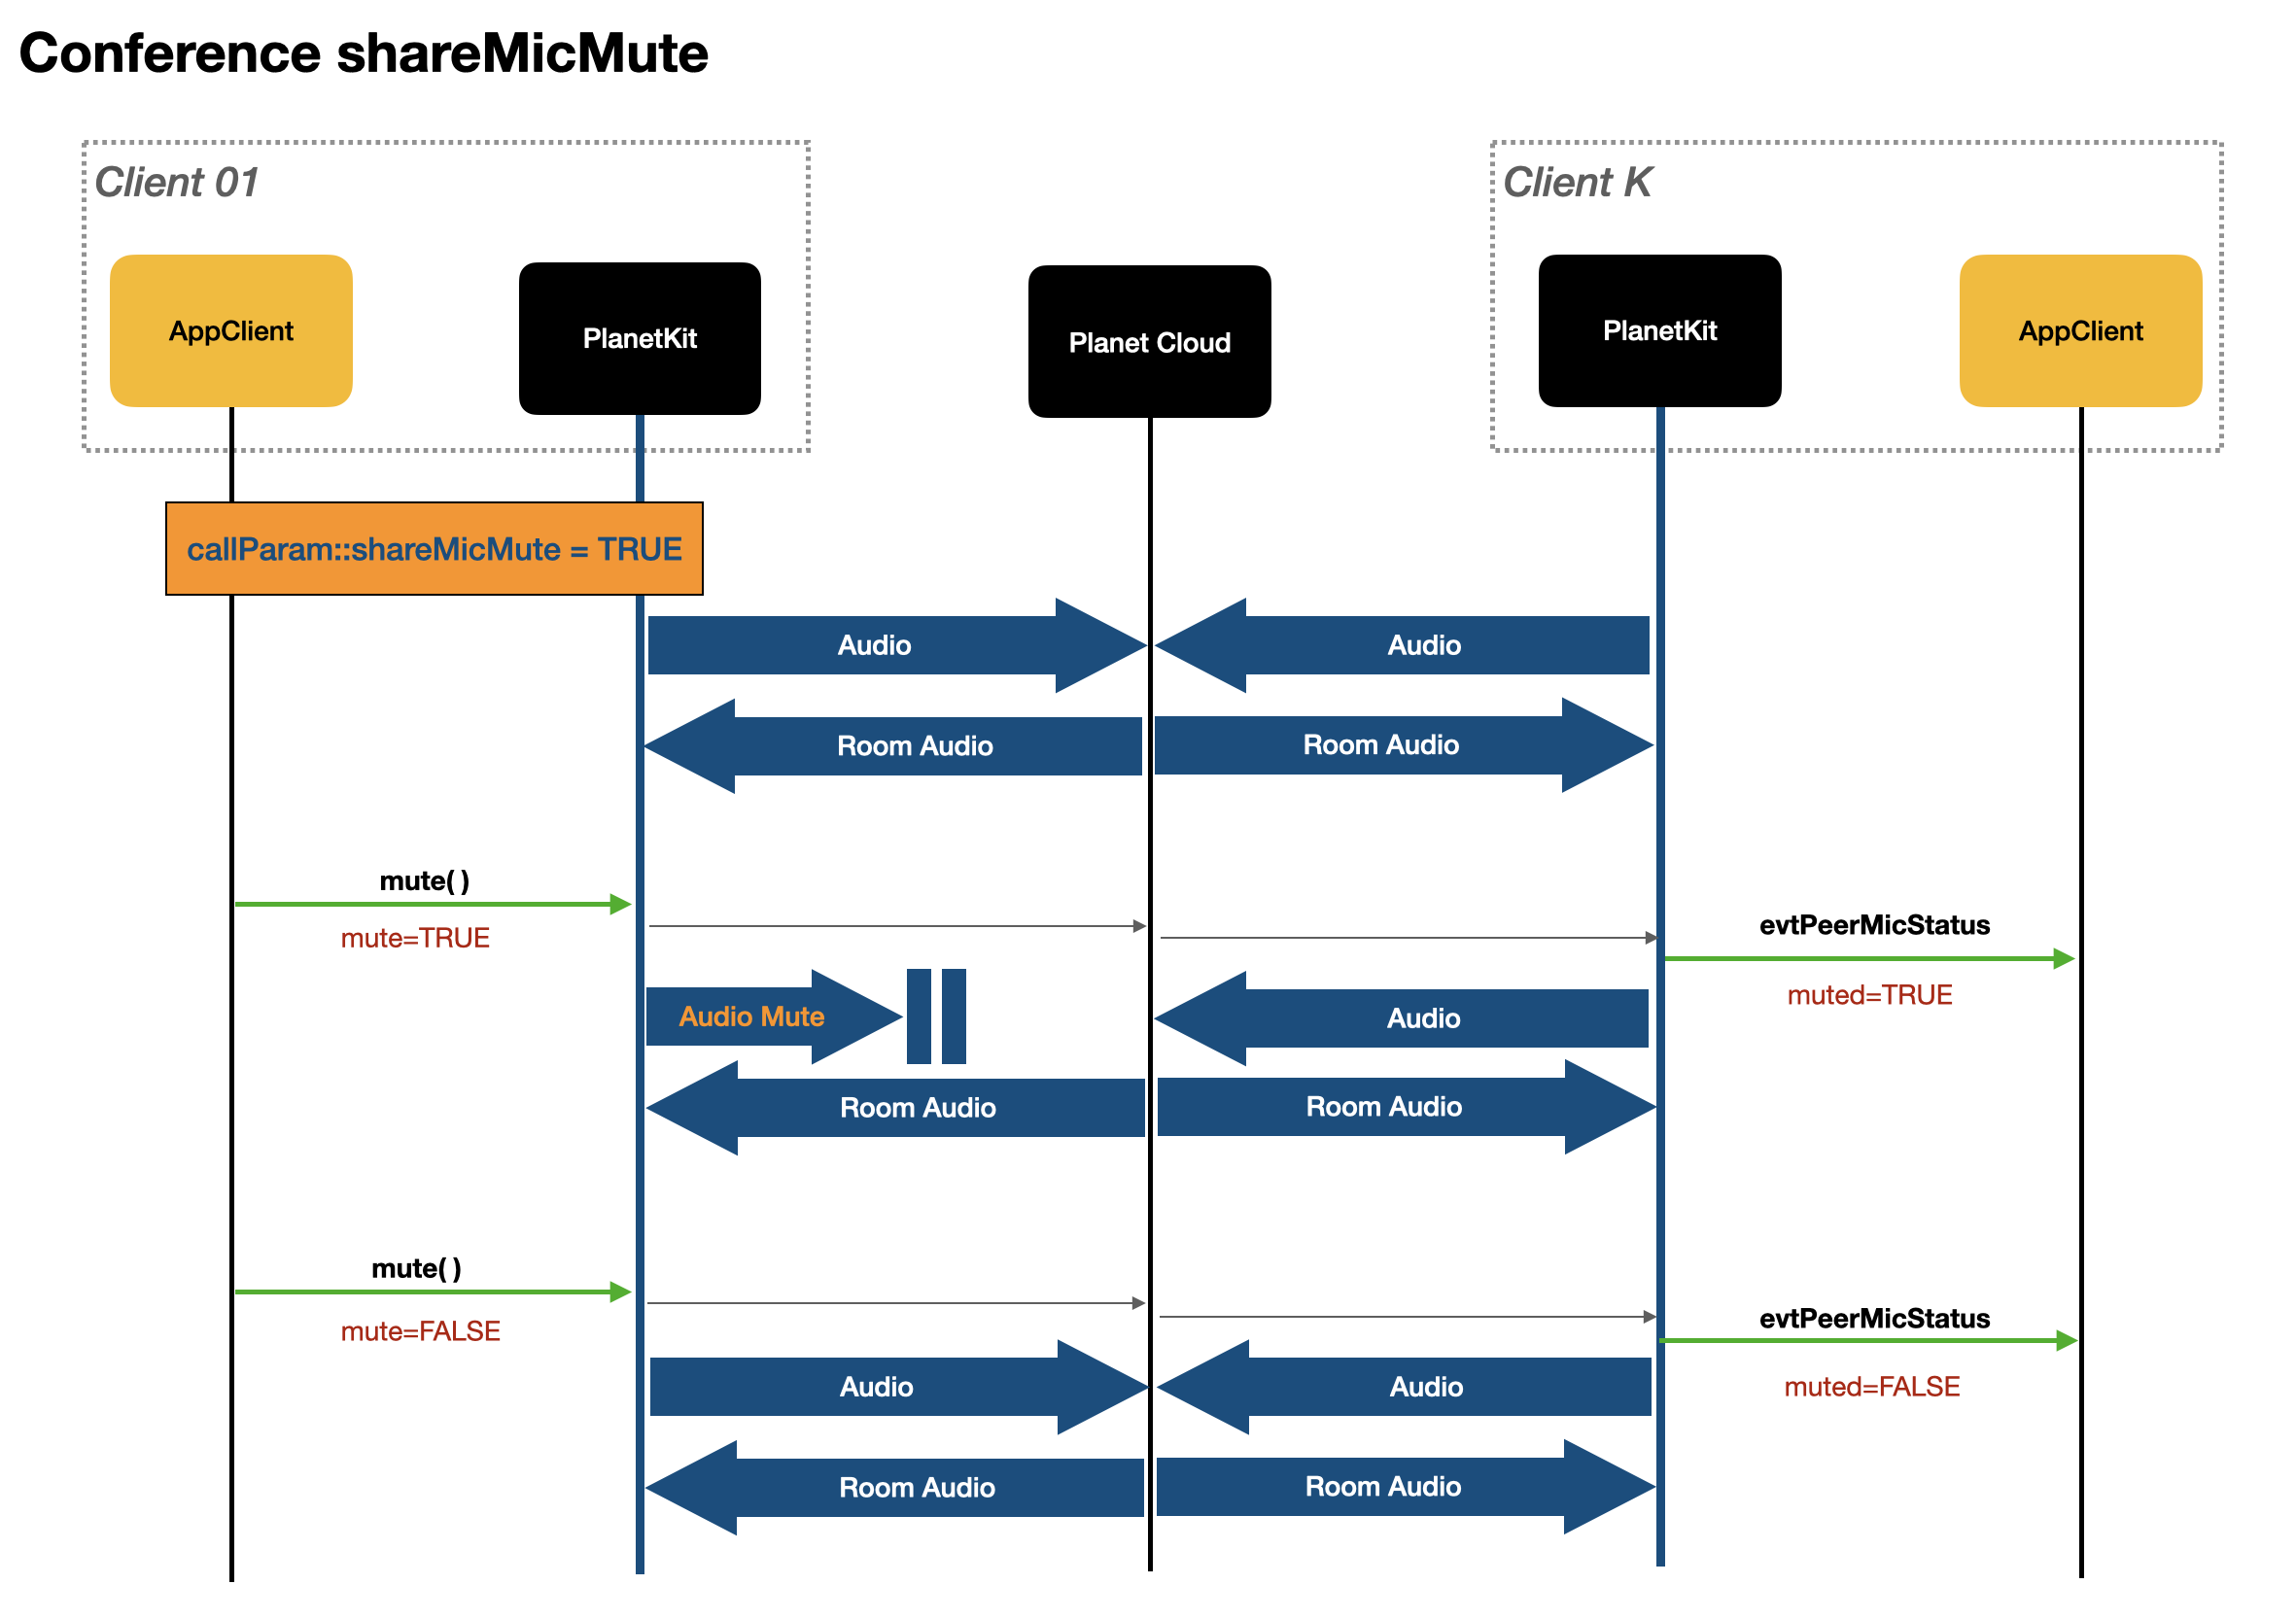 Conference shareMicMute
Client 01
Client K
AppClient
PlanetKit
Planet Cloud
PlanetKit
AppClient
callParam::shareMicMute = TRUE
Audio
Audio
Room Audio
Room Audio
mute( )
mute=TRUE
evtPeerMicStatus
muted=TRUE
Audio Mute
Audio
Room Audio
Room Audio
mute( )
mute=FALSE
evtPeerMicStatus
muted=FALSE
Audio
Audio
Room Audio
Room Audio